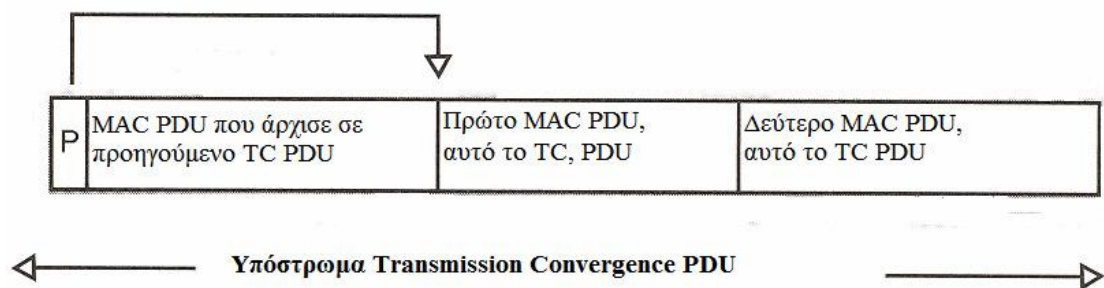 P
MAC PDU που άρχισε σε
προηγούμενο TC PDU
Πρώτο MAC PDU,
αυτό το TC, PDU
Δεύτερο MAC PDU,
αυτό το TC PDU
Υπόστρωμα Transmission Convergence PDU